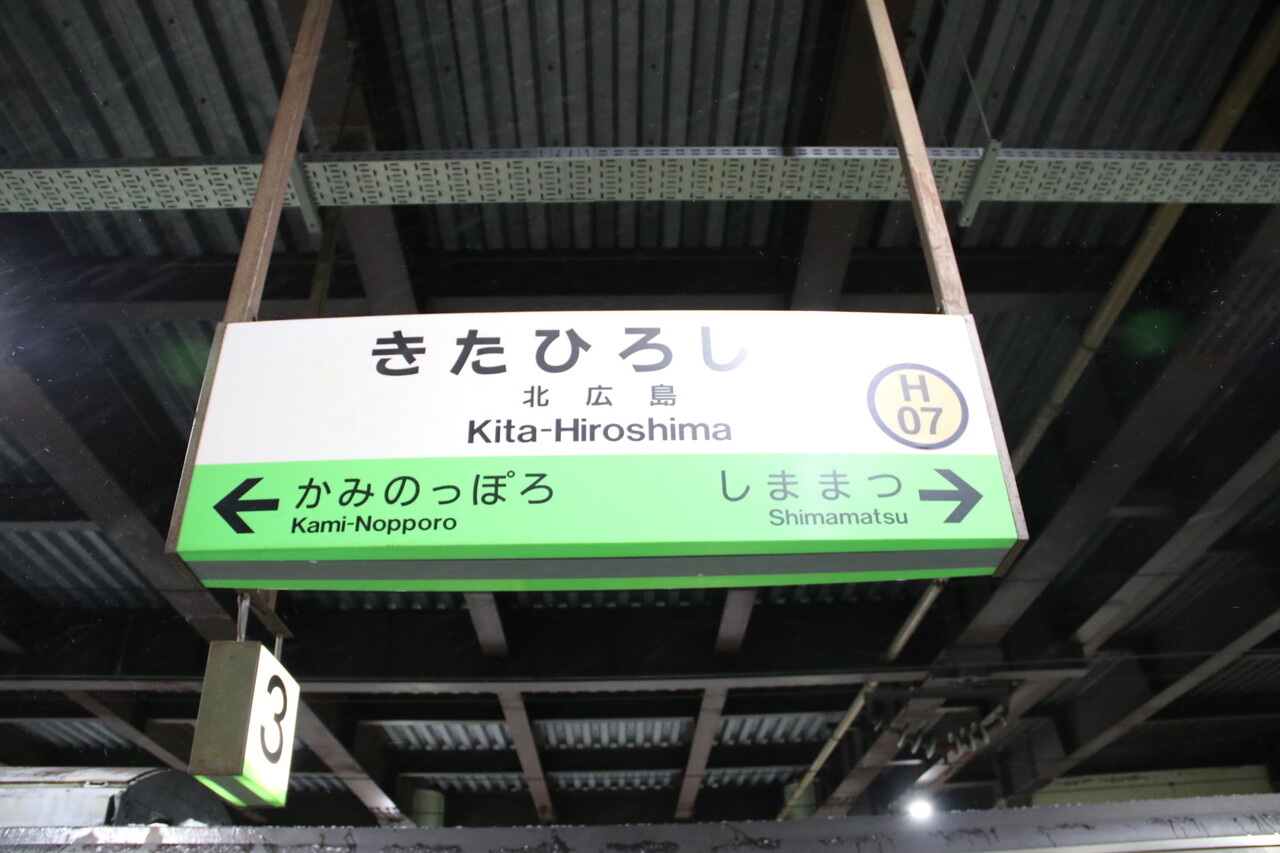 きたひろし
北広島
Kita-Hiroshima
H
07
かみのっぽろ
Kami-Nopporo
しままつ
Shimamatsu
3